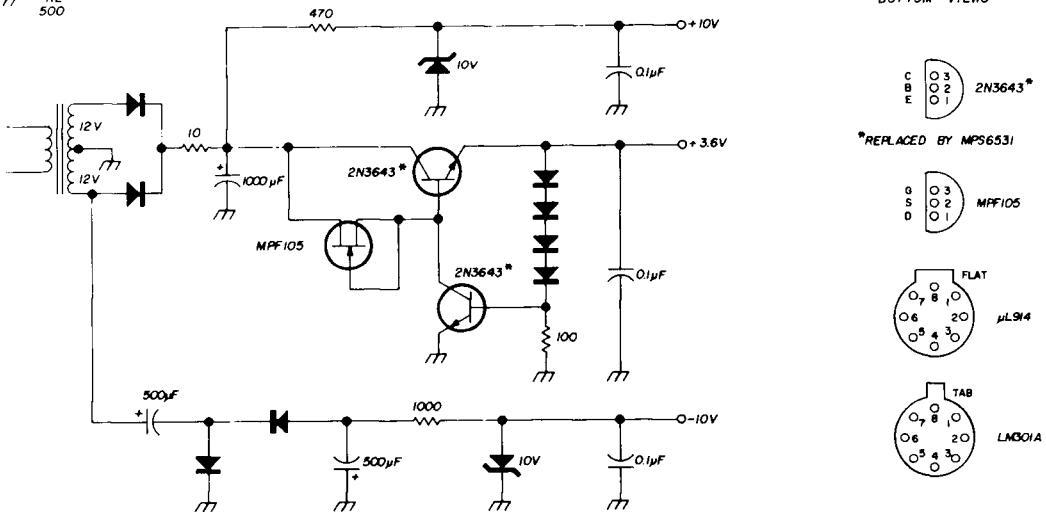 500
BOTTOM VIEWS
470
+10V
10V
0.1µF
12V
12V
10
1000µF
+
2N3643*
+3.6V
MPF105
2N3643*
0.1µF
100
500µF
+
1000
-10V
500µF
+
10V
0.1µF
C 3
B 2
E 1
2N3643*
*REPLACED BY MPS6531
G 3
S 2
D 1
MPF105
FLAT
7 8 1
6 2
5 4 3
µL914
TAB
7 8 1
6 2
5 4 3
LM301A